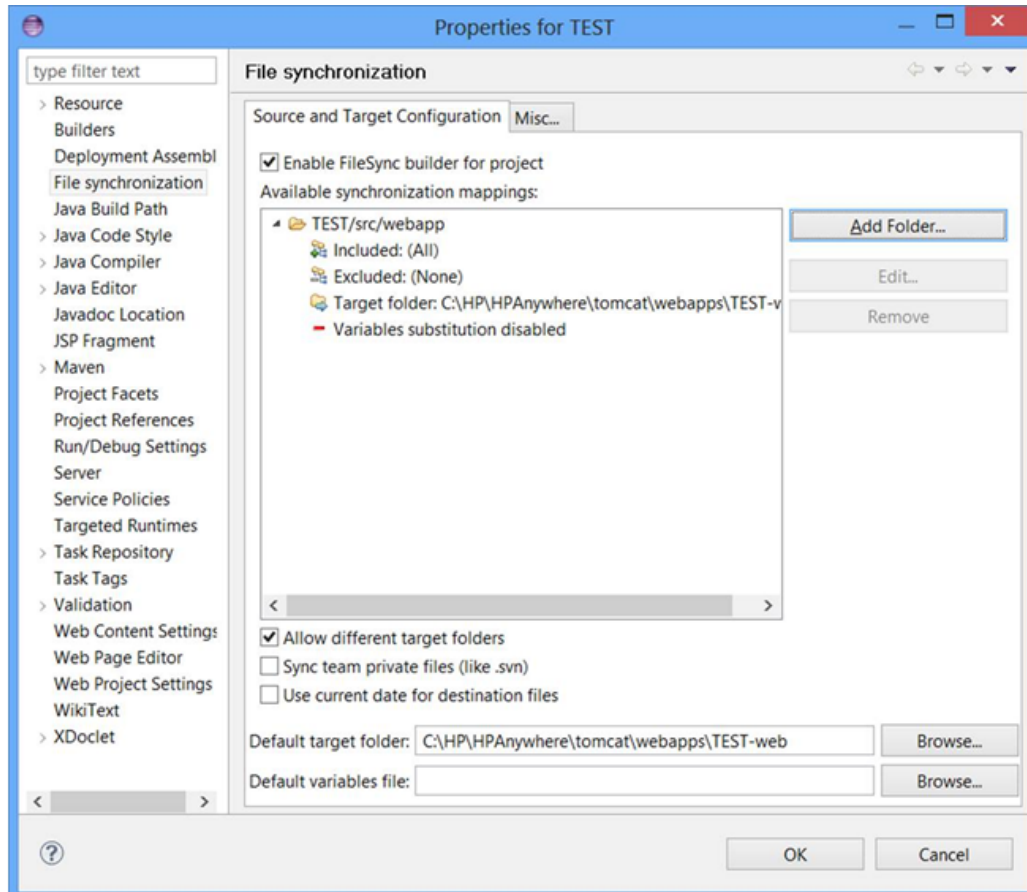 Properties for TEST
type filter text
Resource
Builders
Deployment Assembl
File synchronization
Java Build Path
Java Code Style
Java Compiler
Java Editor
Javadoc Location
JSP Fragment
Maven
Project Facets
Project References
Run/Debug Settings
Server
Service Policies
Targeted Runtimes
Task Repository
Task Tags
Validation
Web Content Settings
Web Page Editor
Web Project Settings
WikiText
XDoclet
File synchronization
Source and Target Configuration
Misc...
Enable FileSync builder for project
Available synchronization mappings:
TEST/src/webapp
Included: (All)
Excluded: (None)
Target folder: C:\HP\HPAnywhere\tomcat\webapps\TEST-w
Variables substitution disabled
Add Folder...
Edit...
Remove
Allow different target folders
Sync team private files (like .svn)
Use current date for destination files
Default target folder: C:\HP\HPAnywhere\tomcat\webapps\TEST-web Browse...
Default variables file: Browse...
OK Cancel